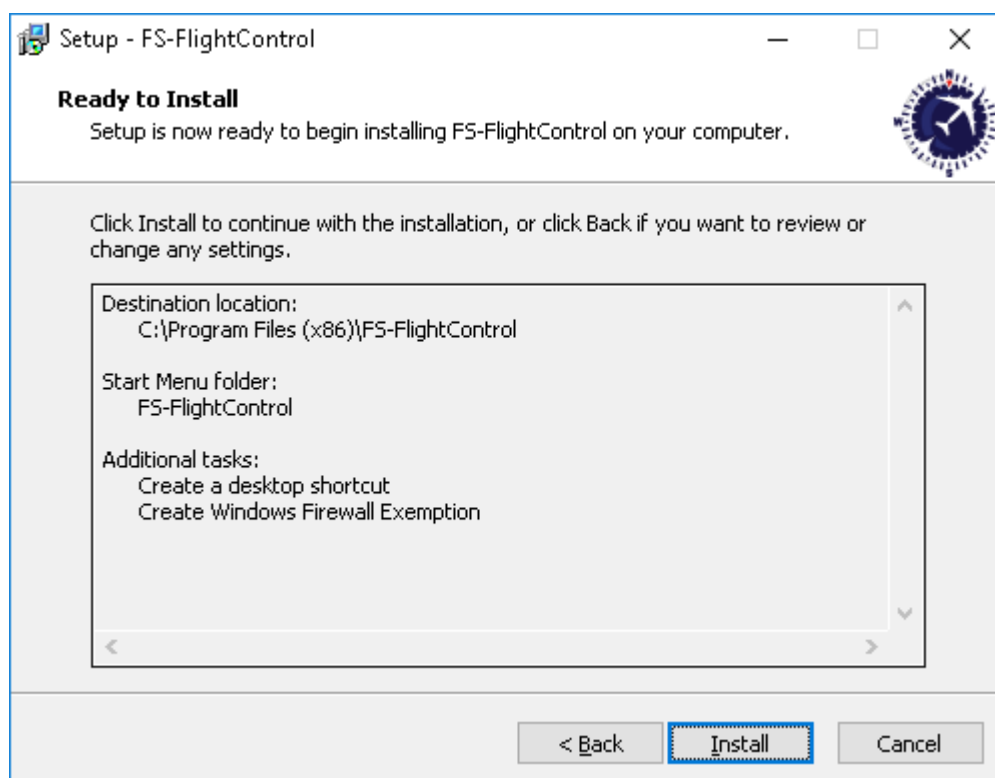 Setup - FS-FlightControl
Ready to Install
Setup is now ready to begin installing FS-FlightControl on your computer.
Click Install to continue with the installation, or click Back if you want to review or
change any settings.
Destination location:
C:\Program Files (x86)\FS-FlightControl
Start Menu folder:
FS-FlightControl
Additional tasks:
Create a desktop shortcut
Create Windows Firewall Exemption
< Back
Install
Cancel